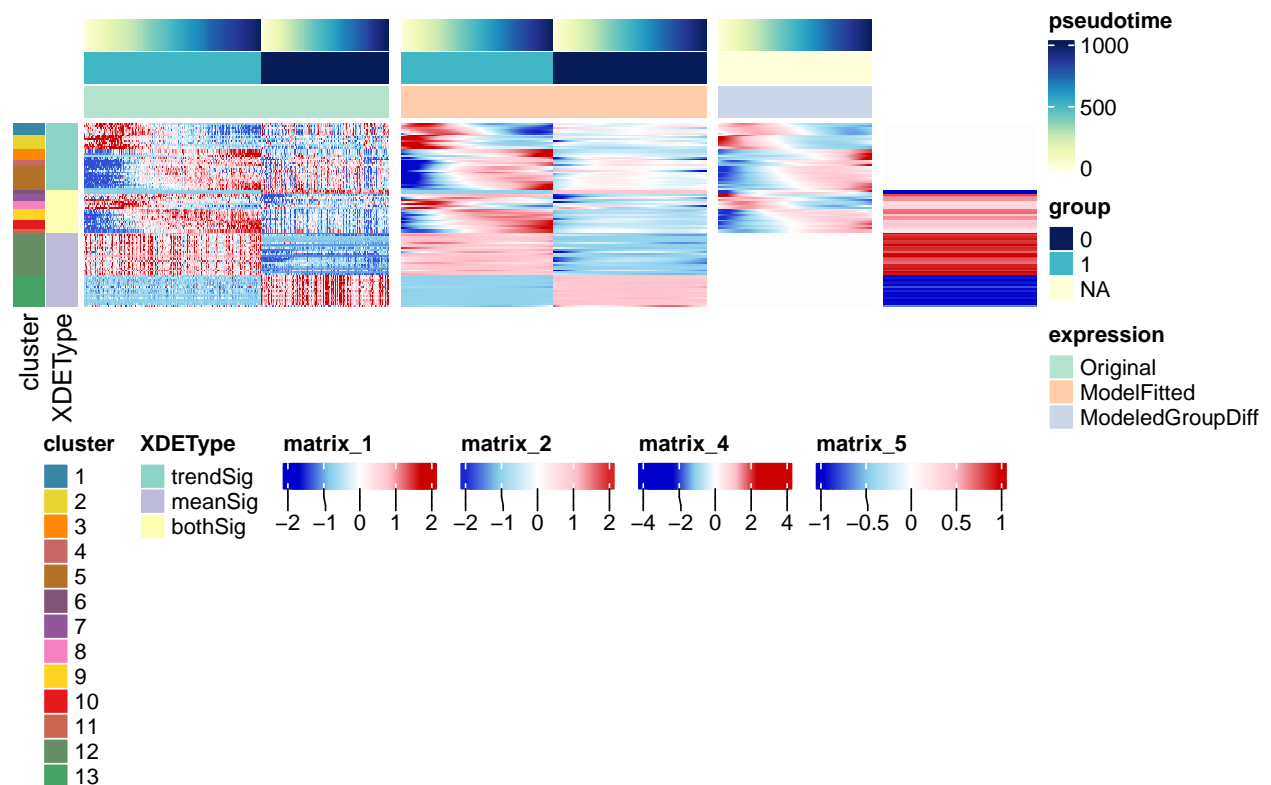 pseudotime
1000
500
0
group
0
1
NA
expression
Original
ModelFitted
ModeledGroupDiff
cluster
XDEType
cluster
1
2
3
4
5
6
7
8
9
10
11
12
13
XDEType
trendSig
meanSig
bothSig
matrix_1
−2 −1 0 1 2
matrix_2
−2 −1 0 1 2
matrix_4
−4 −2 0 2 4
matrix_5
−1 −0.5 0 0.5 1